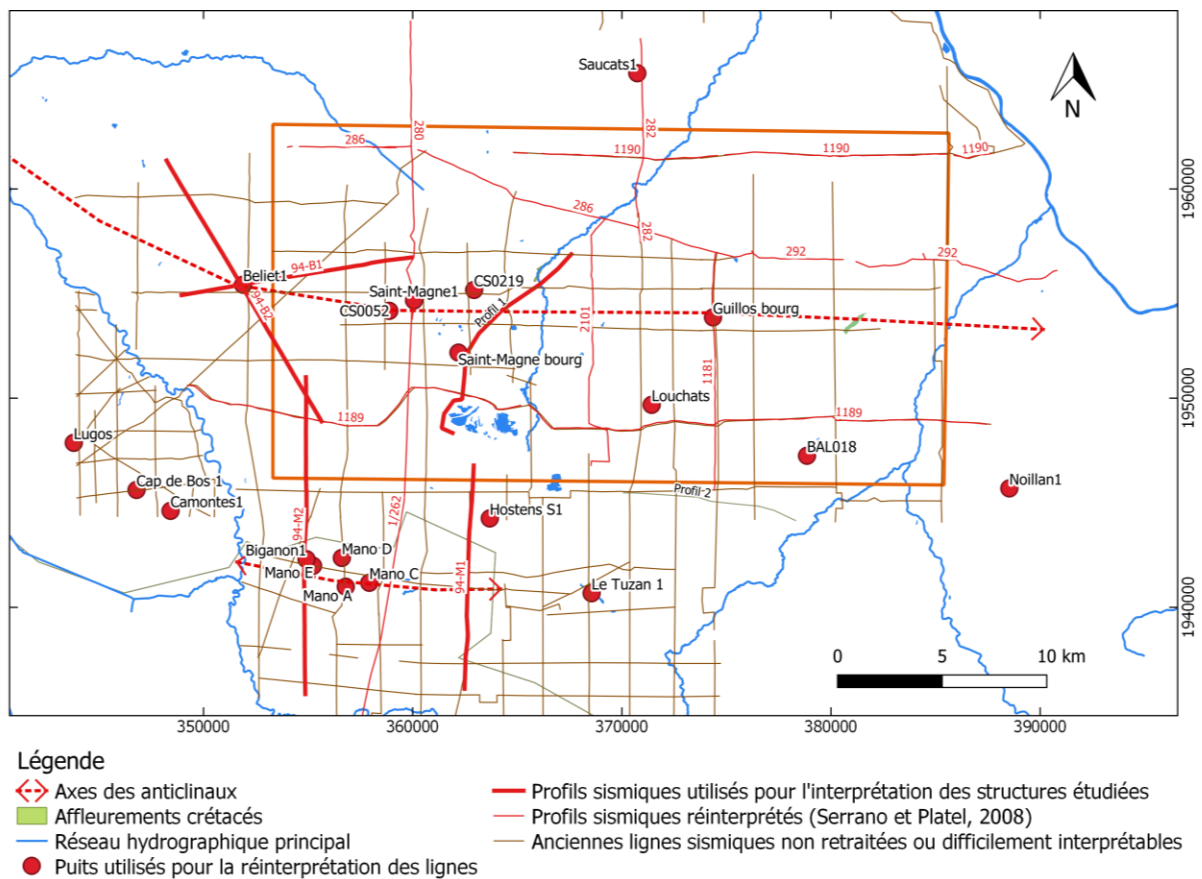 Saucats1
N
280
282
286
1190
1190
1190
1960000
286
282
292
292
94-B1
Beliet1
CS0219
Saint-Magne1
94-B2
CS0052
Profil 1
Guillos bourg
2101
Saint-Magne bourg
1181
Louchats
1950000
1189
1189
Lugos
BAL018
Cap de Bos 1
Noillan1
Profil-2
Camontes1
1/262
Hostens S1
94-M2
Biganon1
Mano D
Mano E
Mano C
94-M1
Mano A
Le Tuzan 1
1940000
0 5 10 km
350000 360000 370000 380000 390000
Légende
Axes des anticlinaux
Affleurements crétacés
Réseau hydrographique principal
Puits utilisés pour la réinterprétation des lignes
Profils sismiques utilisés pour l'interprétation des structures étudiées
Profils sismiques réinterprétés (Serrano et Platel, 2008)
Anciennes lignes sismiques non retraitées ou difficilement interprétables